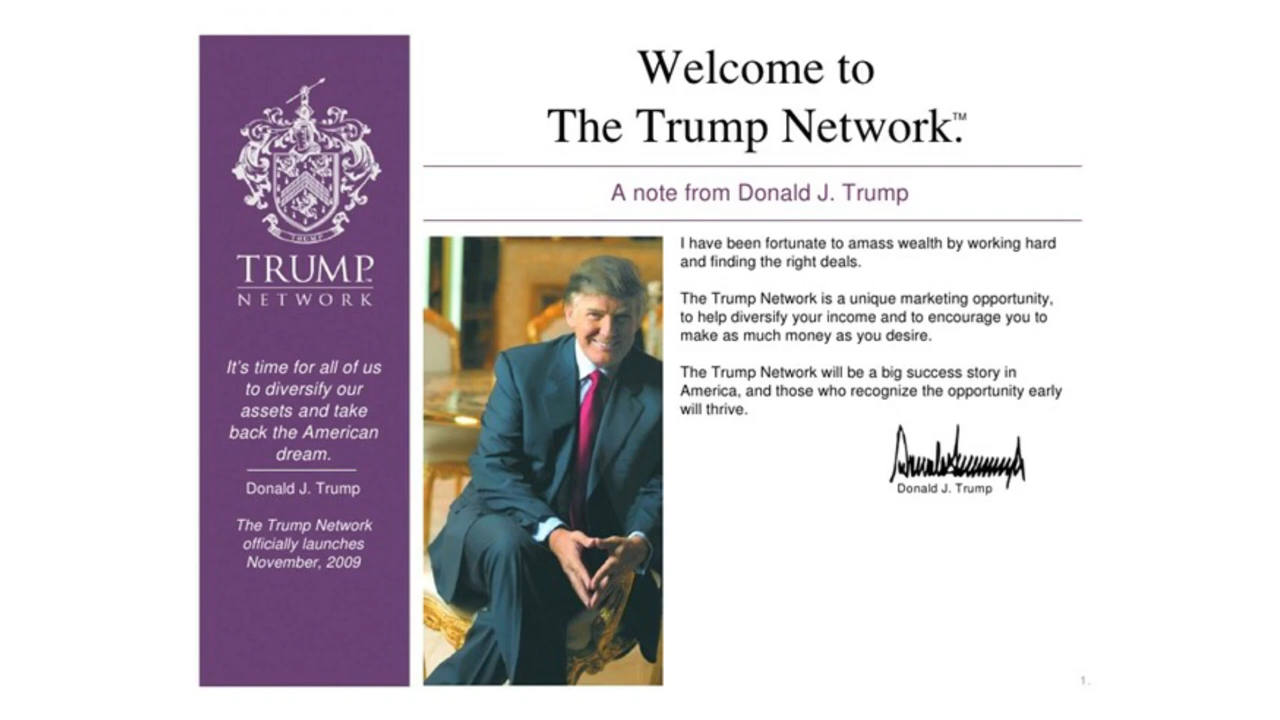 TRUMP
TRUMP
NETWORK
It's time for all of us
to diversify our
assets and take
back the American
dream.
Donald J. Trump
The Trump Network
officially launches
November, 2009
Welcome to
The Trump Network.™
A note from Donald J. Trump
I have been fortunate to amass wealth by working hard
and finding the right deals.
The Trump Network is a unique marketing opportunity,
to help diversify your income and to encourage you to
make as much money as you desire.
The Trump Network will be a big success story in
America, and those who recognize the opportunity early
will thrive.
Donald J. Trump
1.